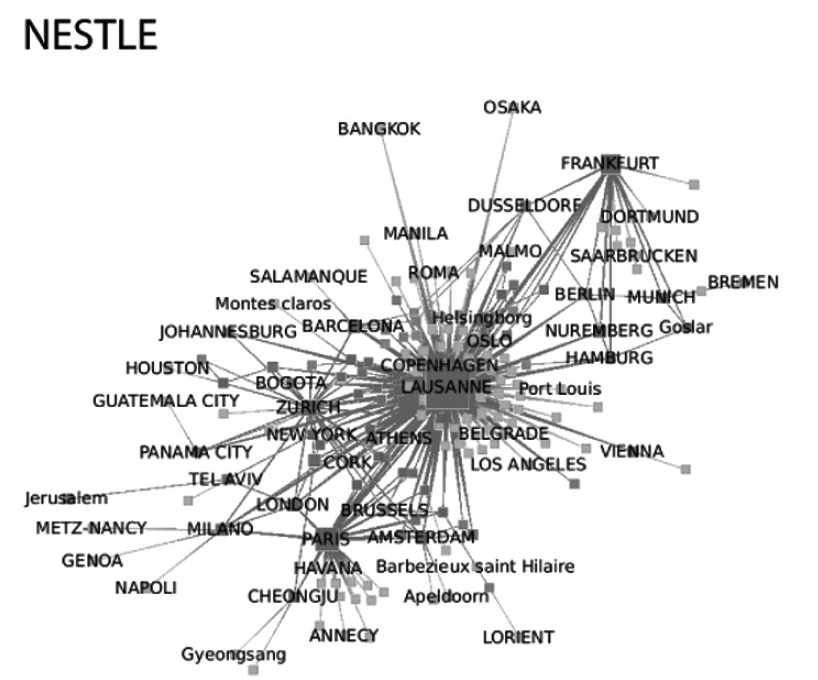 NESTLE
OSAKA
BANGKOK
FRANKFURT
DUSSELDORF
DORTMUND
MANILA
MALMO
SAARBRUCKEN
ROMA
SALAMANQUE
BREMEN
BERLIN
MUNICH
Montes claros
Helsingborg
JOHANNESBURG
BARCELONA
NUREMBERG
Goslar
OSLO
HAMBURG
COPENHAGEN
HOUSTON
BOGOTA
LAUSANNE
Port Louis
GUATEMALA CITY
ZURICH
NEW YORK
ATHENS
BELGRADE
PANAMA CITY
VIENNA
CORK
LOS ANGELES
TEL AVIV
Jerusalem
LONDON
BRUSSELS
METZ-NANCY
MILANO
PARIS
AMSTERDAM
GENOA
HAVANA
Barbezieux saint Hilaire
NAPOLI
CHEONGJU
Apeldoorn
ANNECY
LORIENT
Gyeongsang